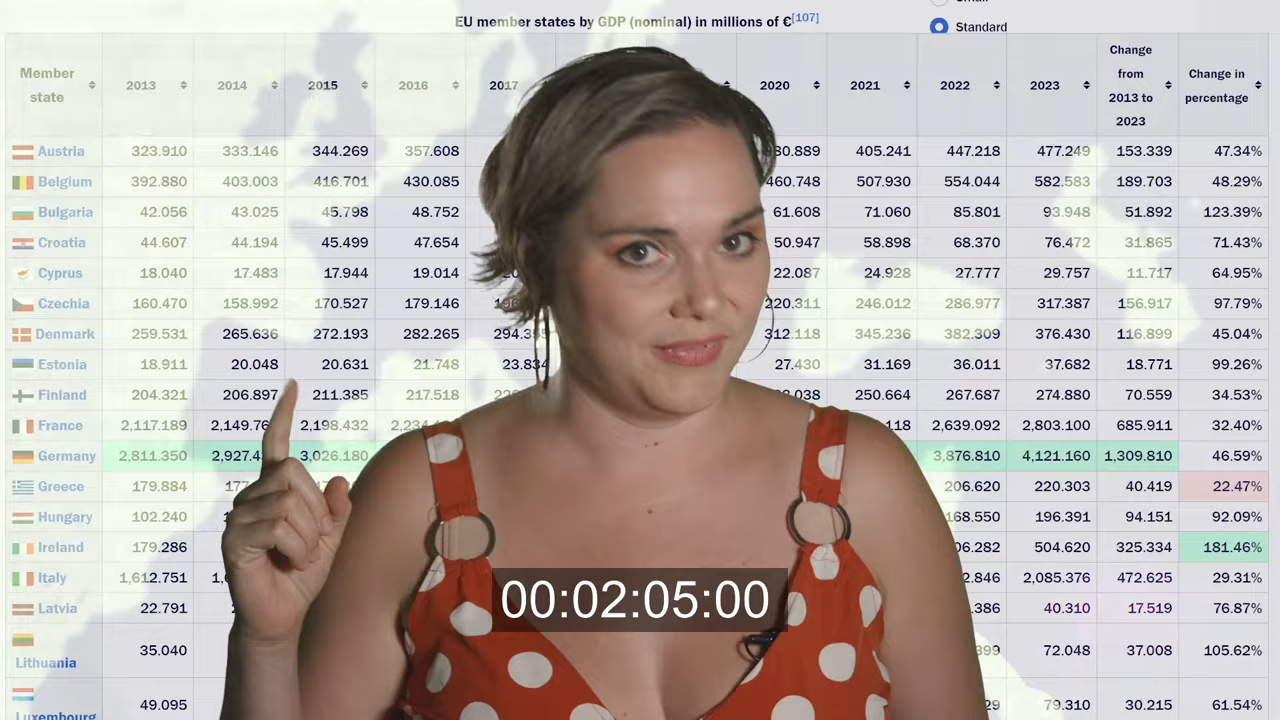 Small
EU member states by GDP (nominal) in millions of €[107]
Standard
Member state 2013 2014 2015 2016 2017 2020 2021 2022 2023 Change from 2013 to 2023 Change in percentage
Austria 323.910 333.146 344.269 357.608 405.241 447.218 477.249 153.339 47.34%
Belgium 392.880 403.003 416.701 430.085 460.748 507.930 554.044 582.583 189.703 48.29%
Bulgaria 42.056 43.025 45.798 48.752 61.608 71.060 85.801 93.948 51.892 123.39%
Croatia 44.607 44.194 45.499 47.654 50.947 58.898 68.370 76.472 31.865 71.43%
Cyprus 18.040 17.483 17.944 19.014 22.087 24.928 27.777 29.757 11.717 64.95%
Czechia 160.470 158.992 170.527 179.146 220.311 246.012 286.977 317.387 156.917 97.79%
Denmark 259.531 265.636 272.193 282.265 312.118 345.236 382.309 376.430 116.899 45.04%
Estonia 18.911 20.048 20.631 21.748 23.834 27.430 31.169 36.011 37.682 18.771 99.26%
Finland 204.321 206.897 211.385 217.518 250.664 267.687 274.880 70.559 34.53%
France 2,117.189 2,198.432 2,639.092 2,803.100 685.911 32.40%
Germany 2,811.350 3,026.180 3,876.810 4,121.160 1,309.810 46.59%
Greece 179.884 206.620 220.303 40.419 22.47%
Hungary 102.240 168.550 196.391 94.151 92.09%
Ireland 179.286 504.620 325.334 181.46%
Italy 1,612.751 2,085.376 472.625 29.31%
Latvia 22.791 40.310 17.519 76.87%
Lithuania 35.040 72.048 37.008 105.62%
Luxembourg 49.095 79.310 30.215 61.54%
00:02:05:00